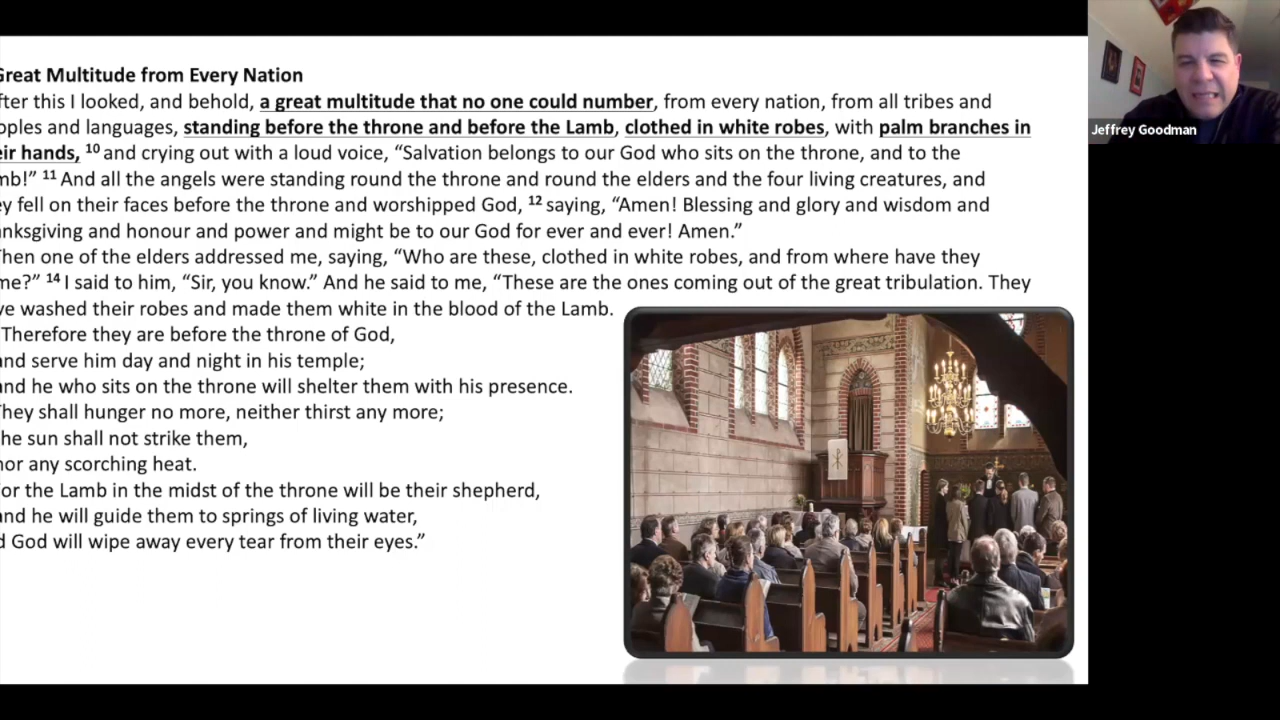 Great Multitude from Every Nation
fter this I looked, and behold, a great multitude that no one could number, from every nation, from all tribes and
oples and languages, standing before the throne and before the Lamb, clothed in white robes, with palm branches in
eir hands, 10 and crying out with a loud voice, “Salvation belongs to our God who sits on the throne, and to the
mb!” 11 And all the angels were standing round the throne and round the elders and the four living creatures, and
ey fell on their faces before the throne and worshipped God, 12 saying, “Amen! Blessing and glory and wisdom and
anksgiving and honour and power and might be to our God for ever and ever! Amen.”
Then one of the elders addressed me, saying, “Who are these, clothed in white robes, and from where have they
me?” 14 I said to him, “Sir, you know.” And he said to me, “These are the ones coming out of the great tribulation. They
ve washed their robes and made them white in the blood of the Lamb.
Therefore they are before the throne of God,
and serve him day and night in his temple;
and he who sits on the throne will shelter them with his presence.
They shall hunger no more, neither thirst any more;
he sun shall not strike them,
nor any scorching heat.
or the Lamb in the midst of the throne will be their shepherd,
and he will guide them to springs of living water,
d God will wipe away every tear from their eyes.”
Jeffrey Goodman